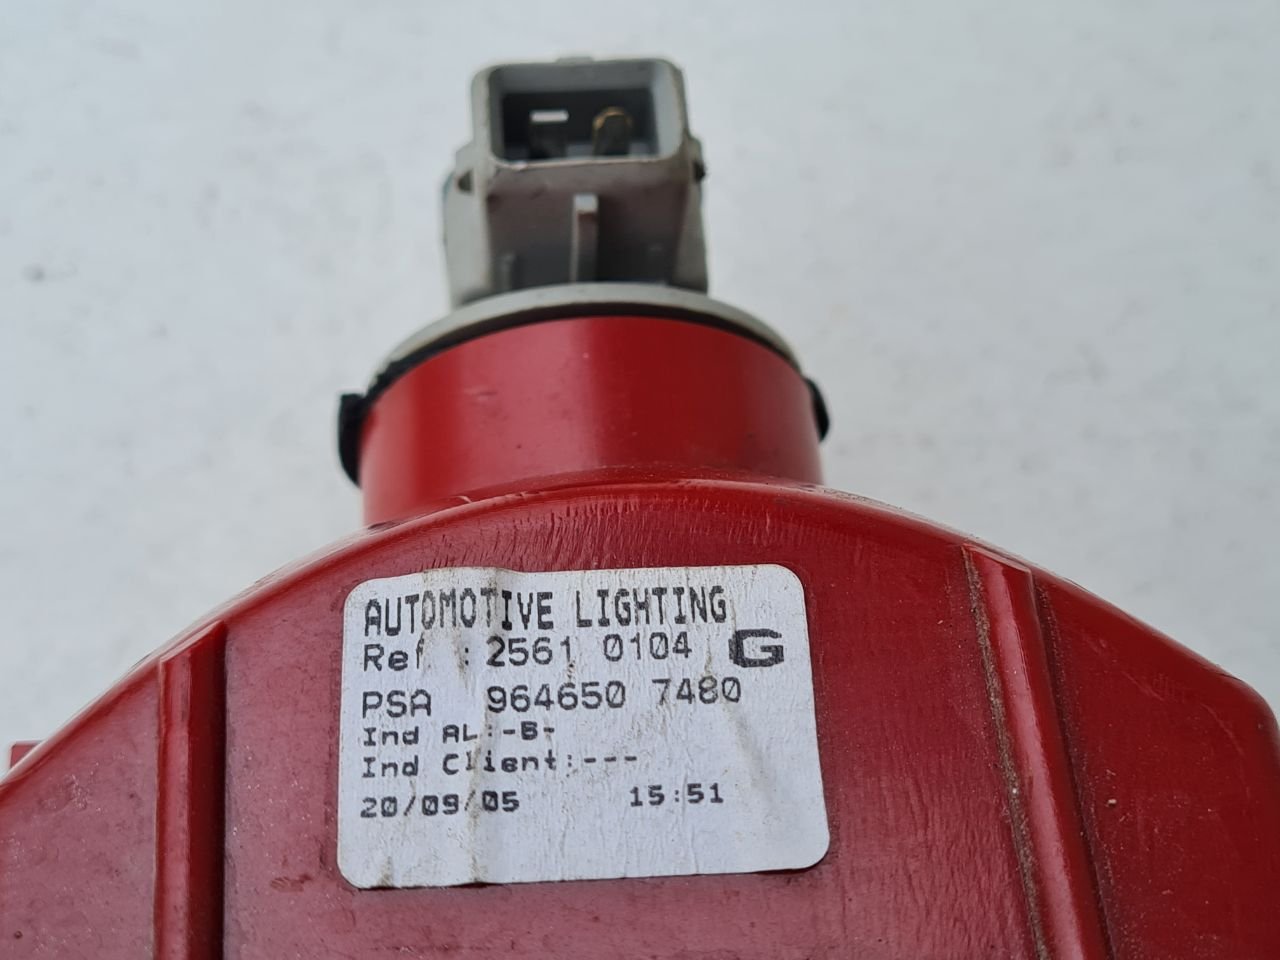 AUTOMOTIVE LIGHTING
Ref : 2561 0104 G
PSA 964650 7480
Ind AL:-B-
Ind Client:---
20/09/05 15:51